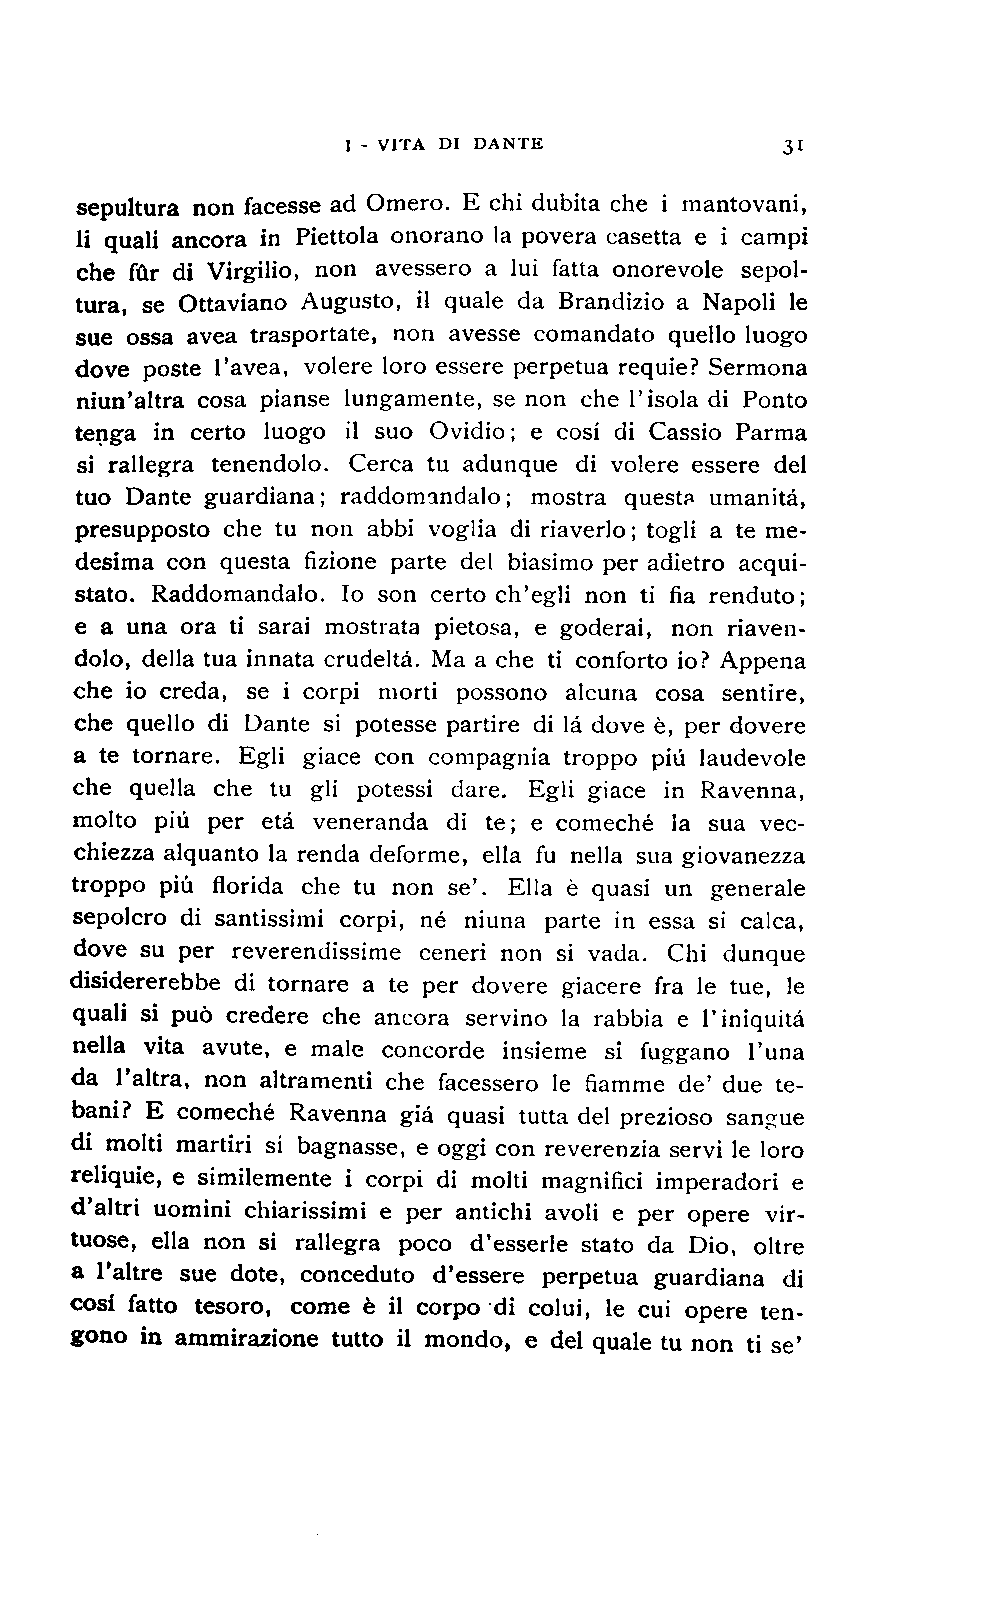 I - VITA DI DANTE 31
sepultura non facesse ad Omero. E chi dubita che i mantovani,
li quali ancora in Piettola onorano la povera casetta e i campi
che fûr di Virgilio, non avessero a lui fatta onorevole sepol-
tura, se Ottaviano Augusto, il quale da Brandizio a Napoli le
sue ossa avea trasportate, non avesse comandato quello luogo
dove poste l'avea, volere loro essere perpetua requie? Sermona
niun'altra cosa pianse lungamente, se non che l'isola di Ponto
tenga in certo luogo il suo Ovidio; e cosí di Cassio Parma
si rallegra tenendolo. Cerca tu adunque di volere essere del
tuo Dante guardiana; raddomandalo; mostra questa umanitá,
presupposto che tu non abbi voglia di riaverlo; togli a te me-
desima con questa fizione parte del biasimo per adietro acqui-
stato. Raddomandalo. Io son certo ch'egli non ti fia renduto;
e a una ora ti sarai mostrata pietosa, e goderai, non riaven-
dolo, della tua innata crudeltá. Ma a che ti conforto io? Appena
che io creda, se i corpi morti possono alcuna cosa sentire,
che quello di Dante si potesse partire di lá dove è, per dovere
a te tornare. Egli giace con compagnia troppo piú laudevole
che quella che tu gli potessi dare. Egli giace in Ravenna,
molto piú per etá veneranda di te; e comeché la sua vec-
chiezza alquanto la renda deforme, ella fu nella sua giovanezza
troppo piú florida che tu non se'. Ella è quasi un generale
sepolcro di santissimi corpi, né niuna parte in essa si calca,
dove su per reverendissime ceneri non si vada. Chi dunque
disidererebbe di tornare a te per dovere giacere fra le tue, le
quali si può credere che ancora servino la rabbia e l'iniquitá
nella vita avute, e male concorde insieme si fuggano l'una
da l'altra, non altramenti che facessero le fiamme de' due te-
bani? E comeché Ravenna giá quasi tutta del prezioso sangue
di molti martiri si bagnasse, e oggi con reverenzia servi le loro
reliquie, e similemente i corpi di molti magnifici imperadori e
d'altri uomini chiarissimi e per antichi avoli e per opere vir-
tuose, ella non si rallegra poco d'esserle stato da Dio, oltre
a l'altre sue dote, conceduto d'essere perpetua guardiana di
cosí fatto tesoro, come è il corpo di colui, le cui opere ten-
gono in ammirazione tutto il mondo, e del quale tu non ti se'